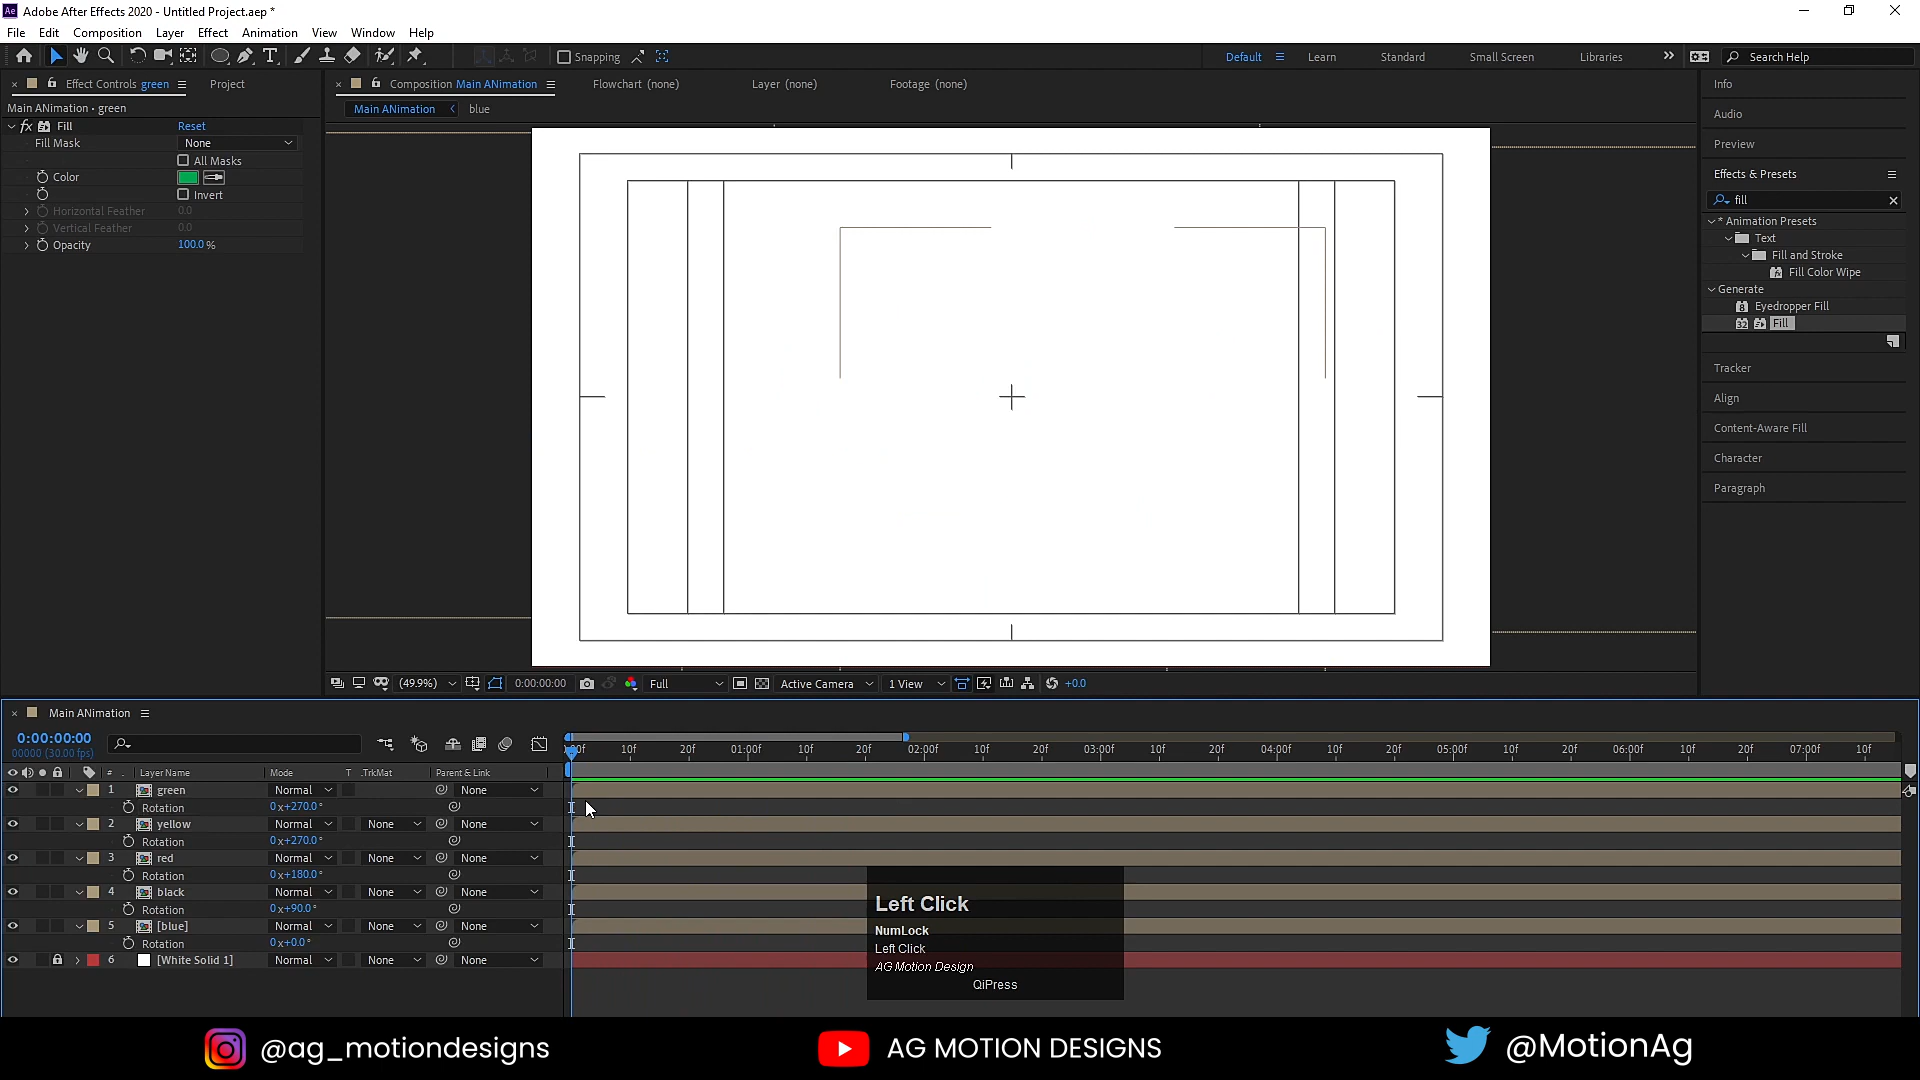 Adobe After Effects 2020 - Untitled Project.aep *
File Edit Composition Layer Effect Animation View Window Help
Snapping Default Learn Standard Small Screen Libraries Search Help
Effect Controls green Project Composition Main ANimation Flowchart (none) Layer (none) Footage (none)
Main ANimation • green
Main ANimation blue
fx Fill Reset
Fill Mask None
All Masks
Color
Invert
Horizontal Feather 0.0
Vertical Feather 0.0
Opacity 100.0 %
Info
Audio
Preview
Effects & Presets
fill
* Animation Presets
Text
Fill and Stroke
Fill Color Wipe
Generate
Eyedropper Fill
Fill
Tracker
Align
Content-Aware Fill
Character
Paragraph
(49.9%) 0:00:00:00 Full Active Camera 1 View +0.0
Main ANimation
0:00:00:00
00000 (30.00 fps)
10f 20f 01:00f 10f 20f 02:00f 10f 20f 03:00f 10f 20f 04:00f 10f 20f 05:00f 10f 20f 06:00f 10f 20f 07:00f 10f
# Layer Name Mode T .TrkMat Parent & Link
1 green Normal None
Rotation 0x+270.0°
2 yellow Normal None None
Rotation 0x+270.0°
3 red Normal None None
Rotation 0x+180.0°
4 black Normal None None
Rotation 0x+90.0°
5 [blue] Normal None None
Rotation 0x+0.0°
6 [White Solid 1] Normal None None
Left Click
NumLock
Left Click
AG Motion Design
QiPress
@ag_motiondesigns AG MOTION DESIGNS @MotionAg